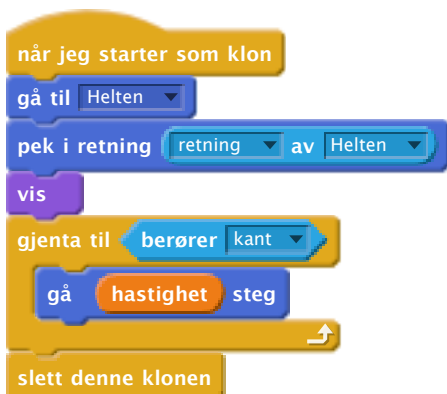 når jeg starter som klon
gå til Helten
pek i retning retning av Helten
vis
gjenta til berører kant
gå hastighet steg
slett denne klonen